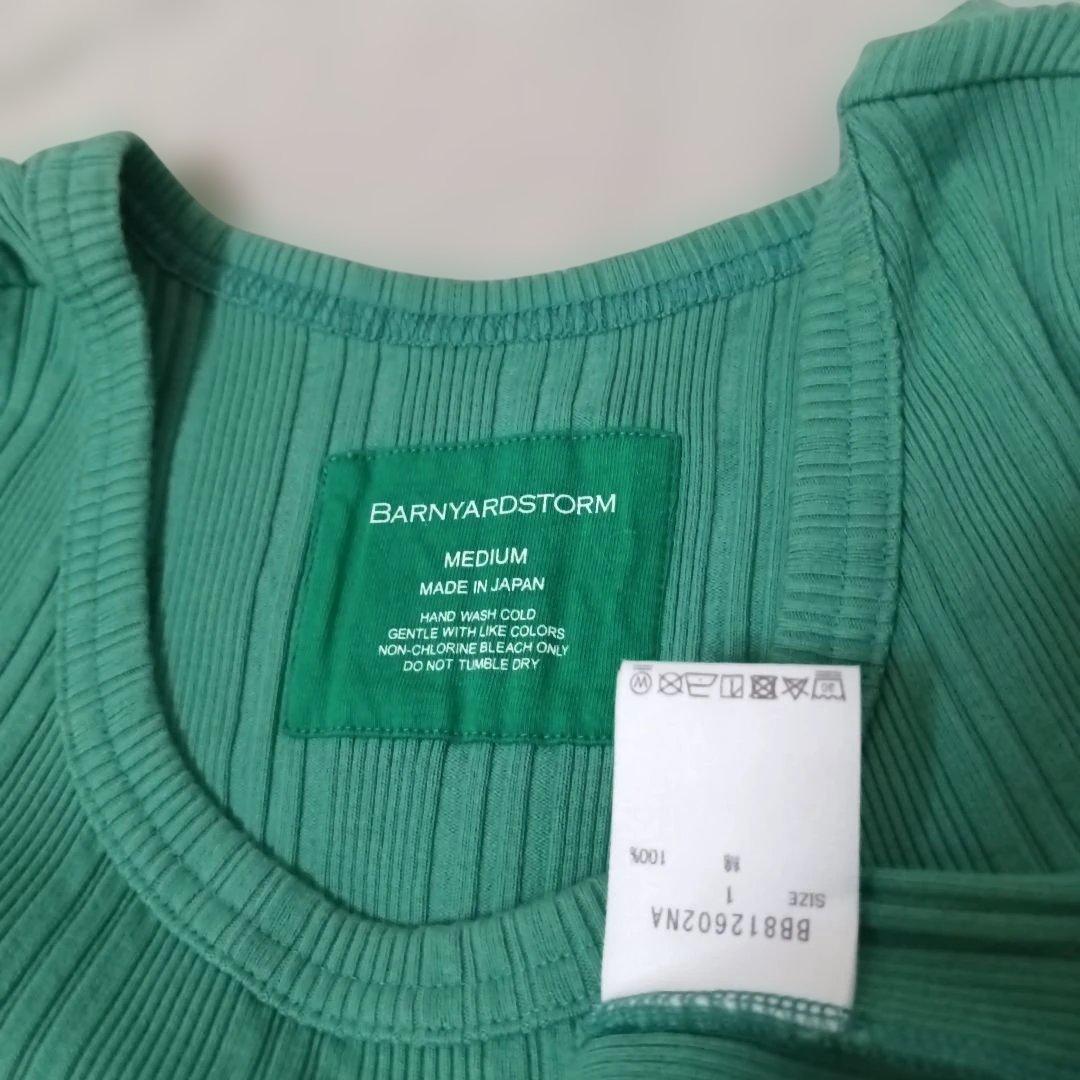 BARNYARDSTORM
MEDIUM
MADE IN JAPAN
HAND WASH COLD
GENTLE WITH LIKE COLORS
NON-CHLORINE BLEACH ONLY
DO NOT TUMBLE DRY
BB812602NA
SIZE 1
綿 100%